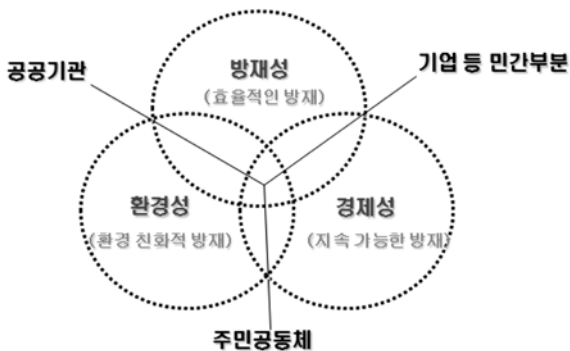 공공기관
방재성
(효율적인 방재)
기업 등 민간부분
환경성
(환경 친화적 방재)
경제성
(지속 가능한 방재)
주민공동체